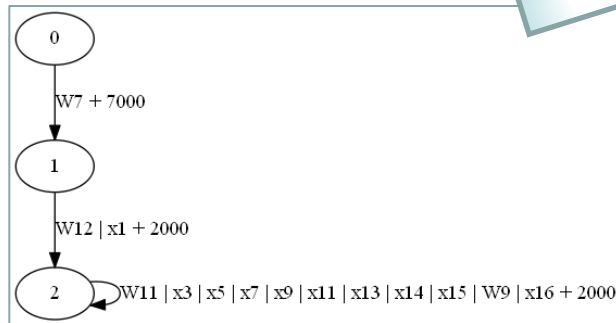 0
W7 + 7000
1
W12 | x1 + 2000
2
W11 | x3 | x5 | x7 | x9 | x11 | x13 | x14 | x15 | W9 | x16 + 2000